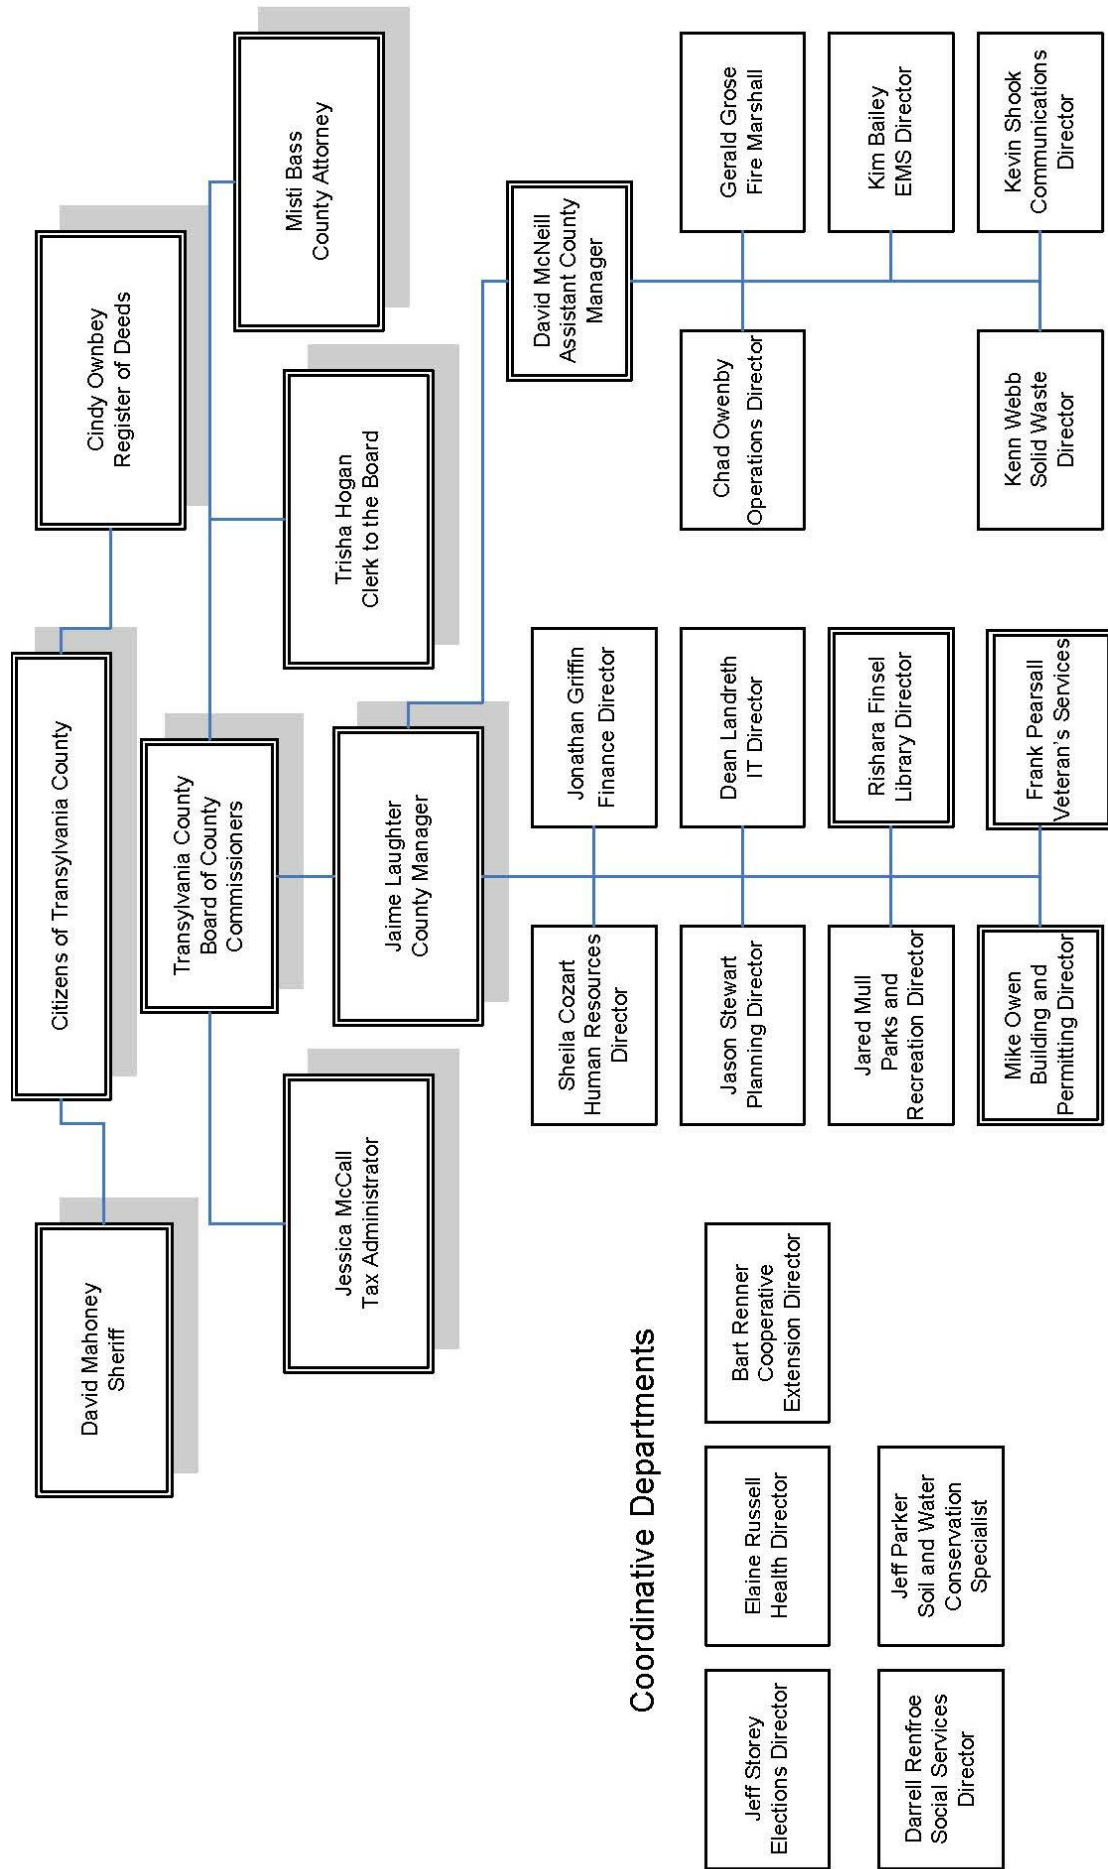 Citizens of Transylvania County
David Mahoney
Sheriff
Cindy Ownbey
Register of Deeds
Transylvania County
Board of County
Commissioners
Jessica McCall
Tax Administrator
Jaime Laughter
County Manager
Trisha Hogan
Clerk to the Board
Misti Bass
County Attorney
David McNeill
Assistant County
Manager
Sheila Cozart
Human Resources
Director
Jonathan Griffin
Finance Director
Jason Stewart
Planning Director
Dean Landreth
IT Director
Jared Mull
Parks and
Recreation Director
Rishara Finsel
Library Director
Mike Owen
Building and
Permitting Director
Frank Pearsall
Veteran's Services
Chad Owenby
Operations Director
Gerald Grose
Fire Marshall
Kim Bailey
EMS Director
Kenn Webb
Solid Waste
Director
Kevin Shook
Communications
Director
Coordinative Departments
Jeff Storey
Elections Director
Elaine Russell
Health Director
Bart Renner
Cooperative
Extension Director
Darrell Renfroe
Social Services
Director
Jeff Parker
Soil and Water
Conservation
Specialist